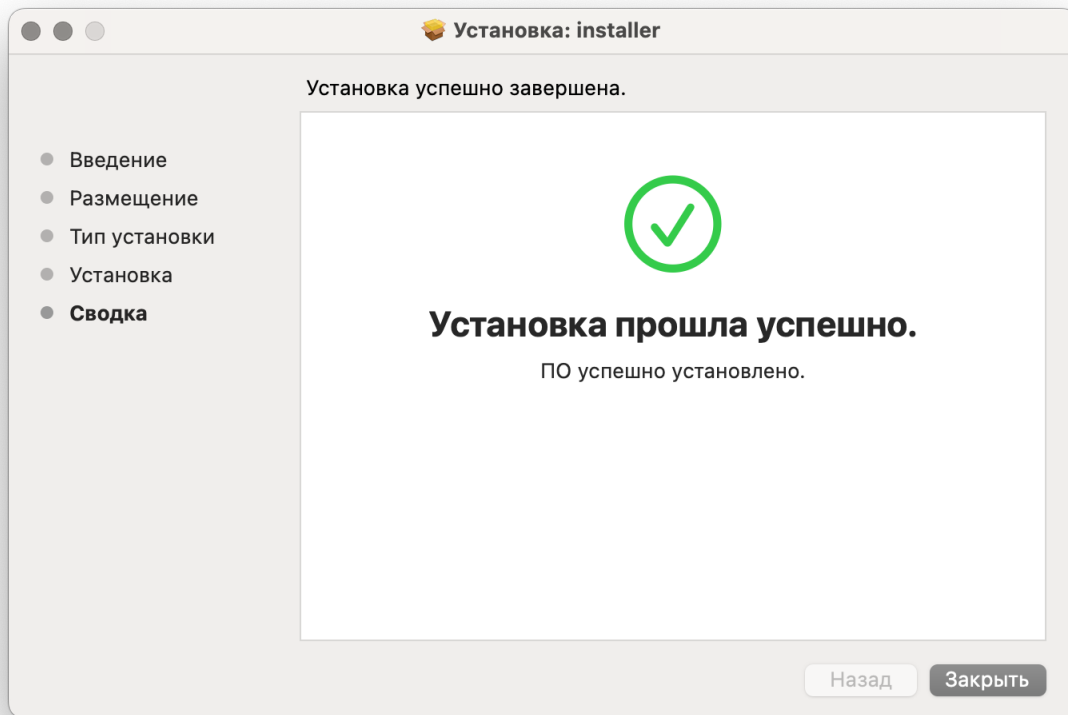 Установка: installer
Установка успешно завершена.
Введение
Размещение
Тип установки
Установка
Сводка
Установка прошла успешно.
ПО успешно установлено.
Назад
Закрыть